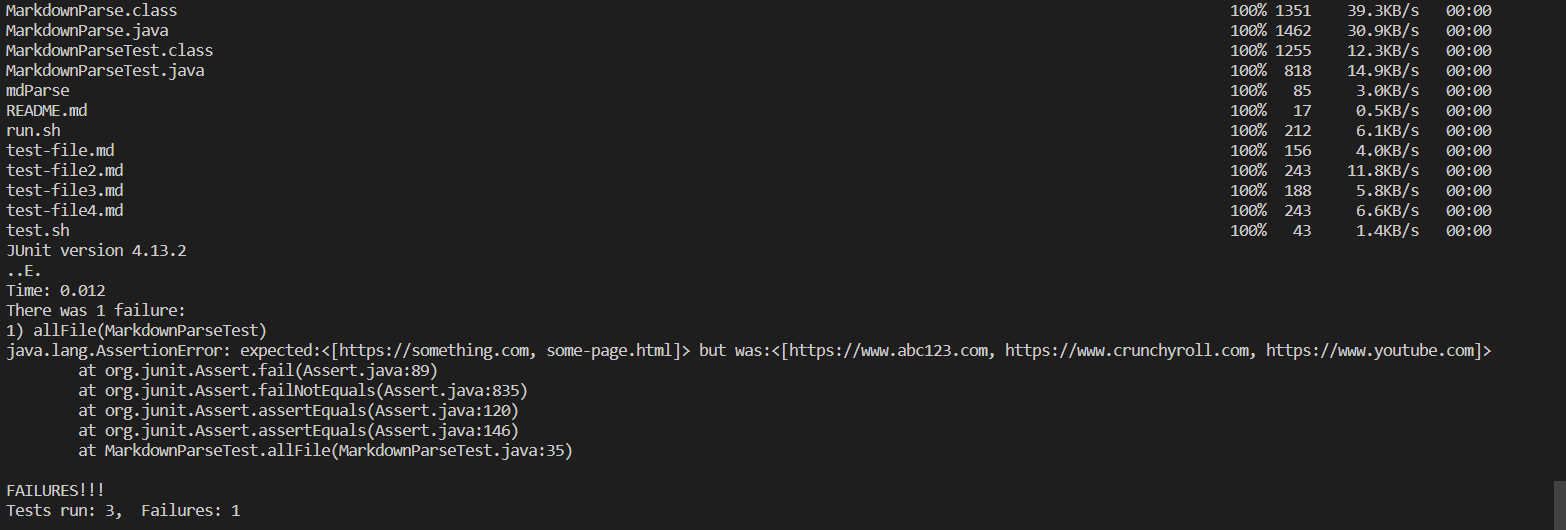 MarkdownParse.class 100% 1351 39.3KB/s 00:00
MarkdownParse.java 100% 1462 30.9KB/s 00:00
MarkdownParseTest.class 100% 1255 12.3KB/s 00:00
MarkdownParseTest.java 100% 818 14.9KB/s 00:00
mdParse 100% 85 3.0KB/s 00:00
README.md 100% 17 0.5KB/s 00:00
run.sh 100% 212 6.1KB/s 00:00
test-file.md 100% 156 4.0KB/s 00:00
test-file2.md 100% 243 11.8KB/s 00:00
test-file3.md 100% 188 5.8KB/s 00:00
test-file4.md 100% 243 6.6KB/s 00:00
test.sh 100% 43 1.4KB/s 00:00
JUnit version 4.13.2
..E.
Time: 0.012
There was 1 failure:
1) allFile(MarkdownParseTest)
java.lang.AssertionError: expected:<[https://something.com, some-page.html]> but was:<[https://www.abc123.com, https://www.crunchyroll.com, https://www.youtube.com]>
at org.junit.Assert.fail(Assert.java:89)
at org.junit.Assert.failNotEquals(Assert.java:835)
at org.junit.Assert.assertEquals(Assert.java:120)
at org.junit.Assert.assertEquals(Assert.java:146)
at MarkdownParseTest.allFile(MarkdownParseTest.java:35)
FAILURES!!!
Tests run: 3,  Failures: 1